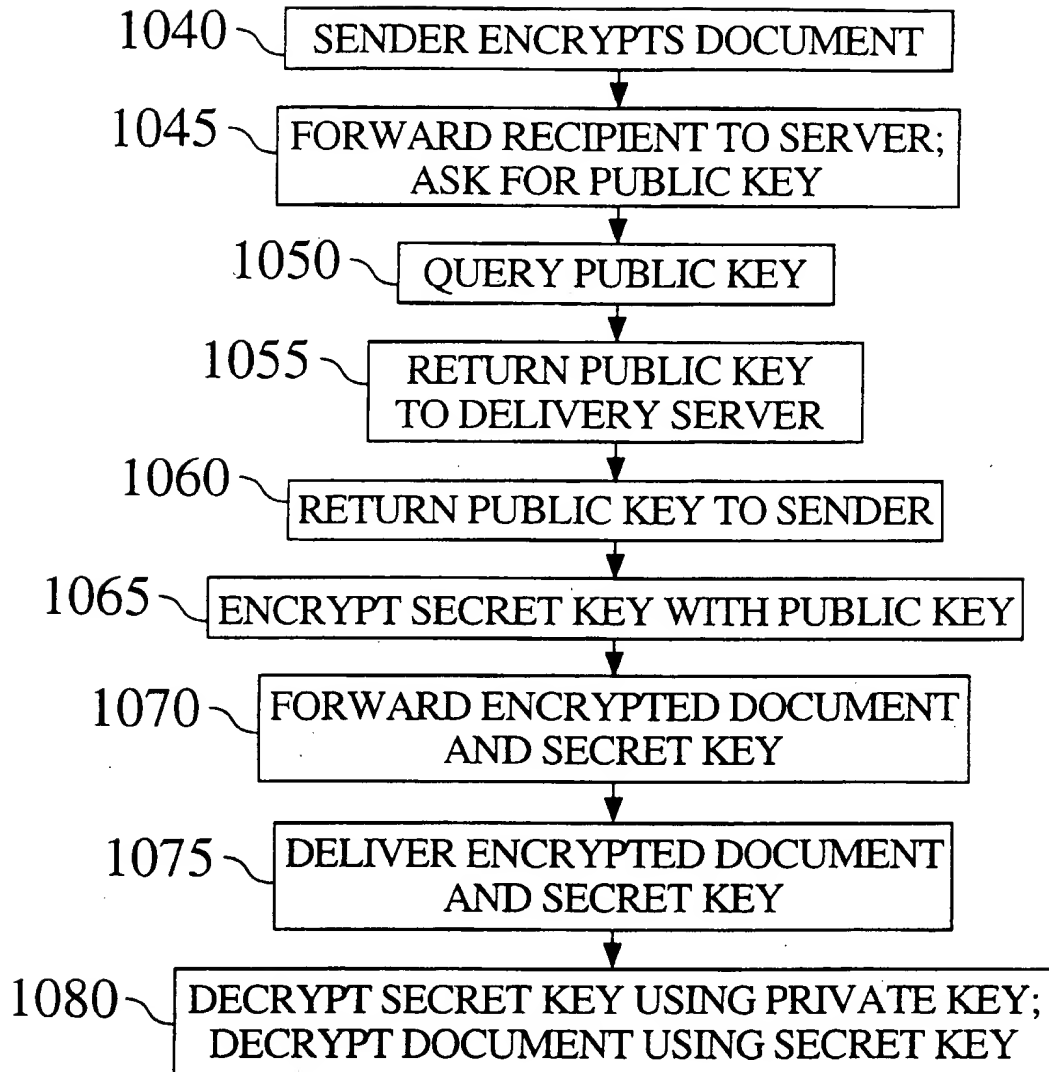 1040 SENDER ENCRYPTS DOCUMENT
1045 FORWARD RECIPIENT TO SERVER;
ASK FOR PUBLIC KEY
1050 QUERY PUBLIC KEY
1055 RETURN PUBLIC KEY
TO DELIVERY SERVER
1060 RETURN PUBLIC KEY TO SENDER
1065 ENCRYPT SECRET KEY WITH PUBLIC KEY
1070 FORWARD ENCRYPTED DOCUMENT
AND SECRET KEY
1075 DELIVER ENCRYPTED DOCUMENT
AND SECRET KEY
1080 DECRYPT SECRET KEY USING PRIVATE KEY;
DECRYPT DOCUMENT USING SECRET KEY